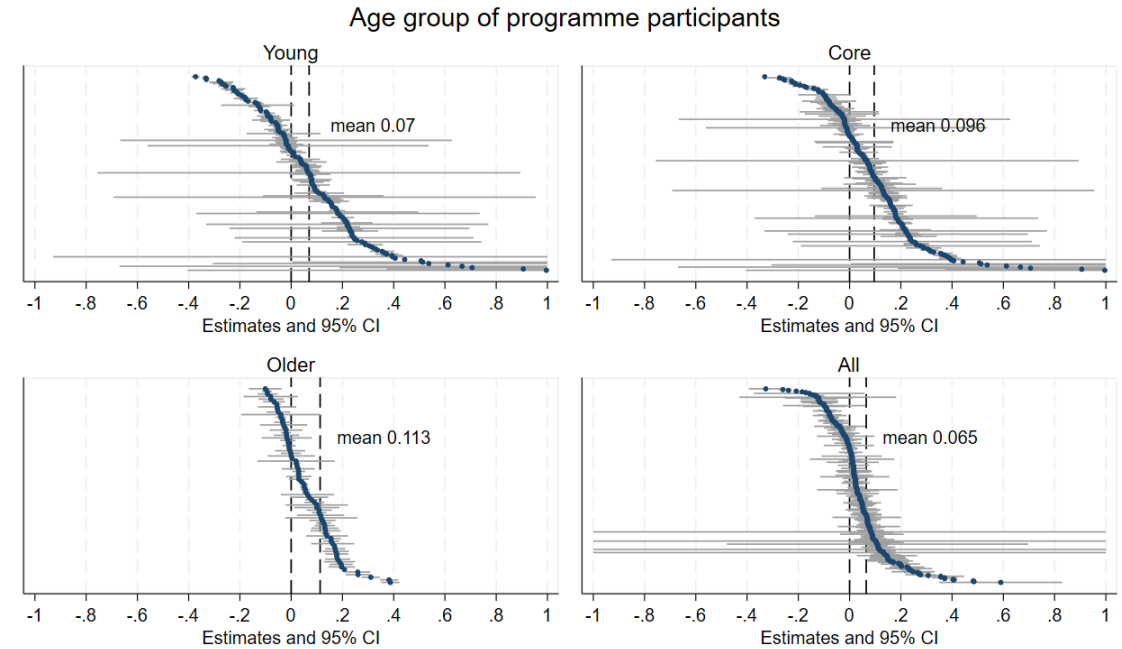 Age group of programme participants
Young
mean 0.07
-1 -.8 -.6 -.4 -.2 0 .2 .4 .6 .8 1
Estimates and 95% CI
Core
mean 0.096
-1 -.8 -.6 -.4 -.2 0 .2 .4 .6 .8 1
Estimates and 95% CI
Older
mean 0.113
-1 -.8 -.6 -.4 -.2 0 .2 .4 .6 .8 1
Estimates and 95% CI
All
mean 0.065
-1 -.8 -.6 -.4 -.2 0 .2 .4 .6 .8 1
Estimates and 95% CI